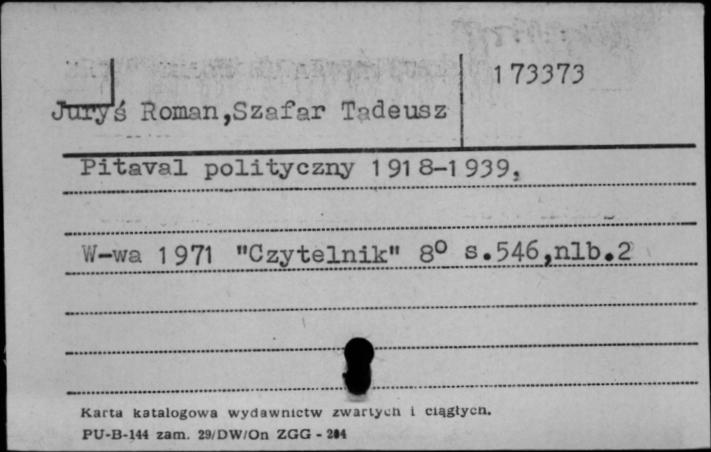 173373
Juryś Roman,Szafar Tadeusz
Pitaval polityczny 1918-1939.
W-wa 1971 "Czytelnik" 8° s.546,nlb.2
Karta katalogowa wydawnictw zwartych i ciągłych.
PU-B-144 zam. 29/DW/On ZGG - 204